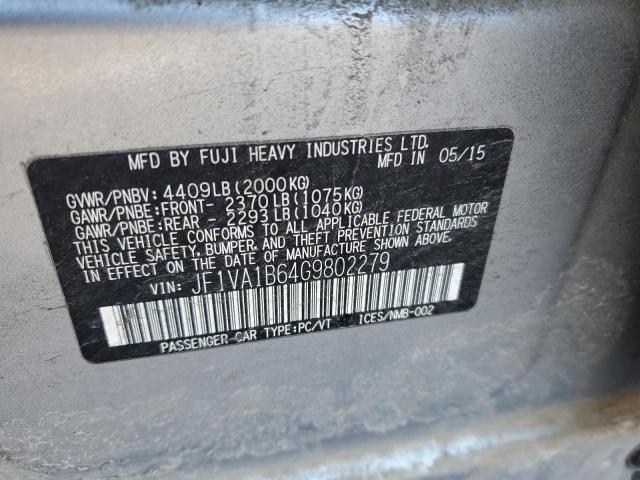 MFD BY FUJI HEAVY INDUSTRIES LTD.
MFD IN 05/15
GVWR/PNBV: 4409LB(2000KG)
GAWR/PNBE:FRONT- 2370LB(1075KG)
GAWR/PNBE:REAR - 2293LB(1040KG)
THIS VEHICLE CONFORMS TO ALL APPLICABLE FEDERAL MOTOR
VEHICLE SAFETY, BUMPER, AND THEFT PREVENTION STANDARDS
IN EFFECT ON THE DATE OF MANUFACTURE SHOWN ABOVE.
VIN: JF1VA1B64G9802279
PASSENGER CAR TYPE:PC/VT ICES/NMB-002